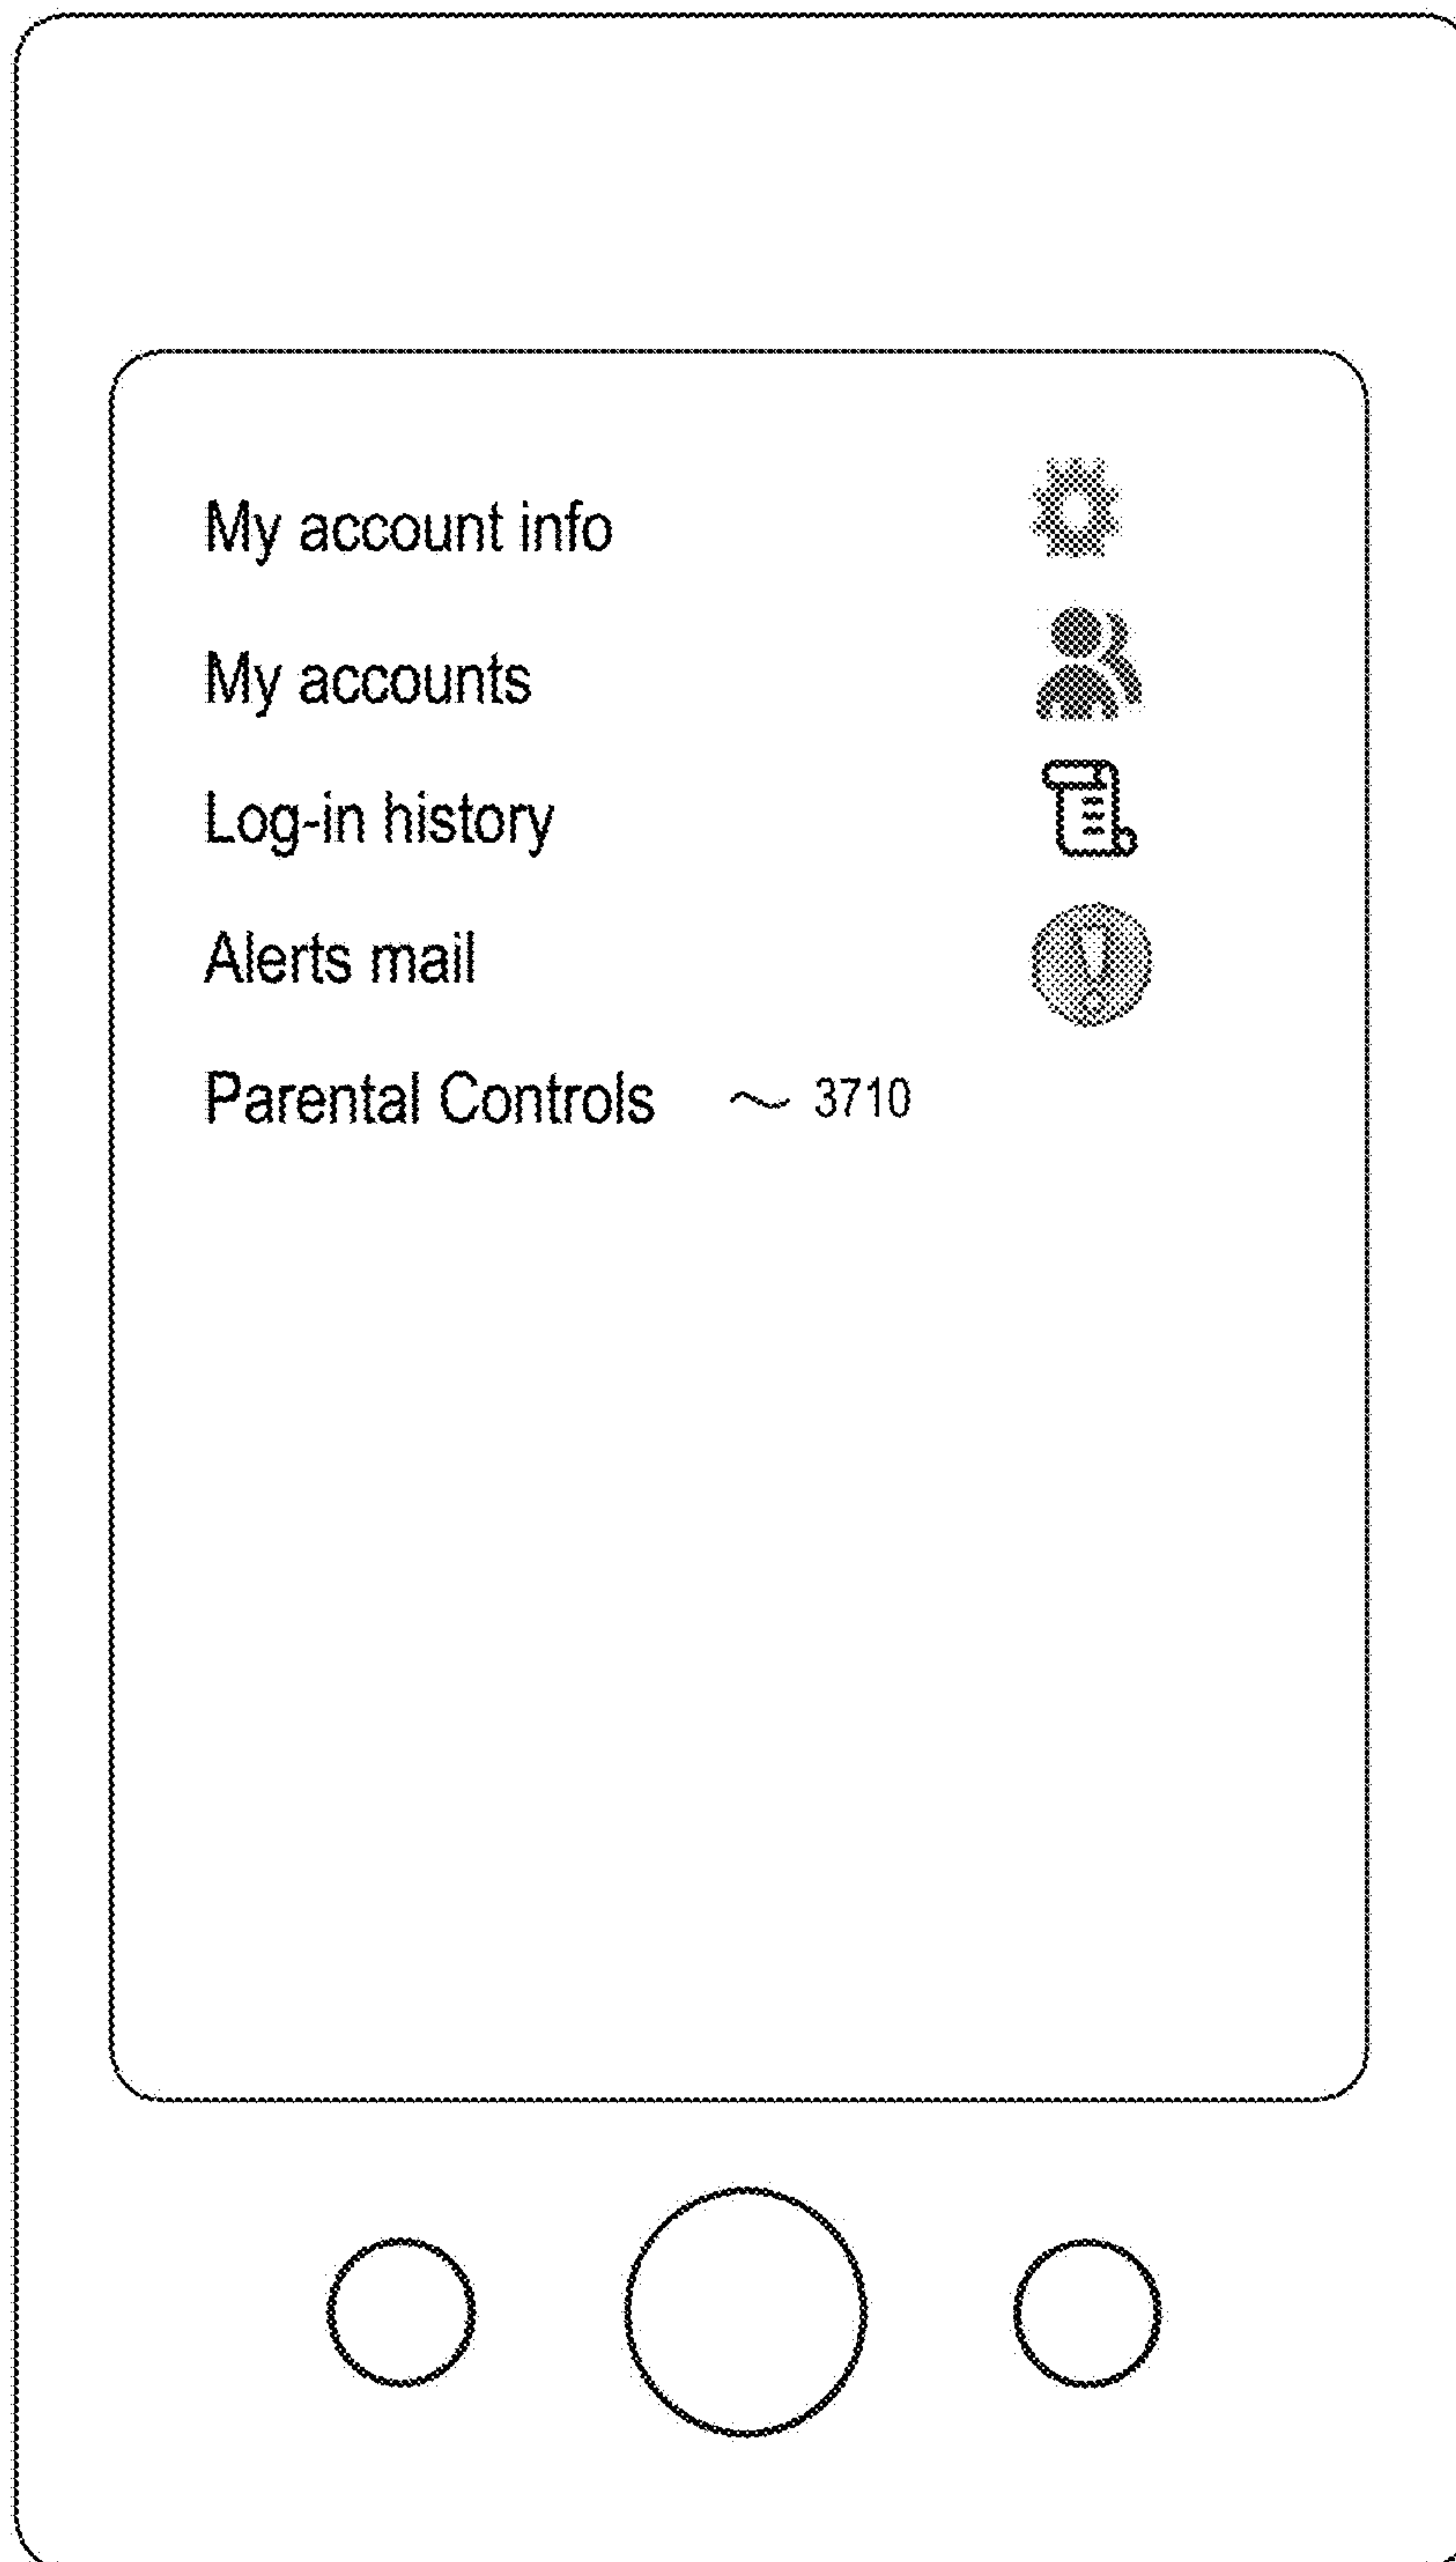 My account info
My accounts
Log-in history
Alerts mail
Parental Controls ~ 3710